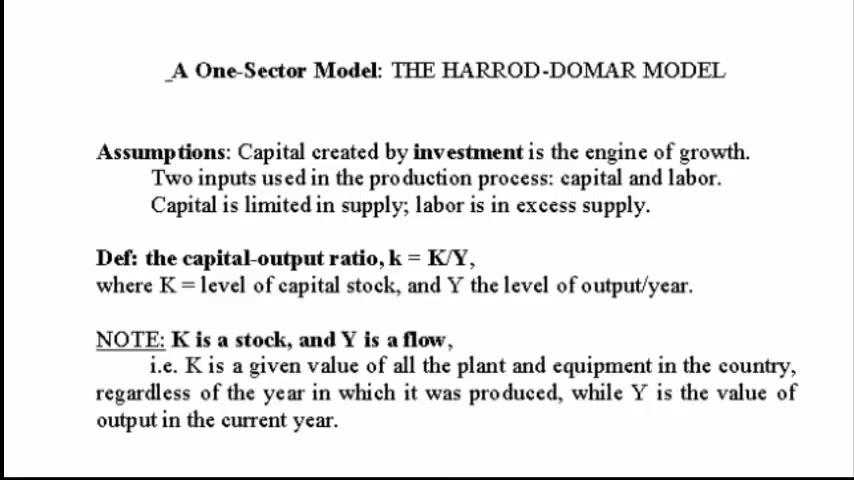 A One-Sector Model: THE HARROD-DOMAR MODEL
Assumptions: Capital created by investment is the engine of growth.
Two inputs used in the production process: capital and labor.
Capital is limited in supply; labor is in excess supply.
Def: the capital-output ratio, k = K/Y,
where K = level of capital stock, and Y the level of output/year.
NOTE: K is a stock, and Y is a flow,
i.e. K is a given value of all the plant and equipment in the country,
regardless of the year in which it was produced, while Y is the value of
output in the current year.